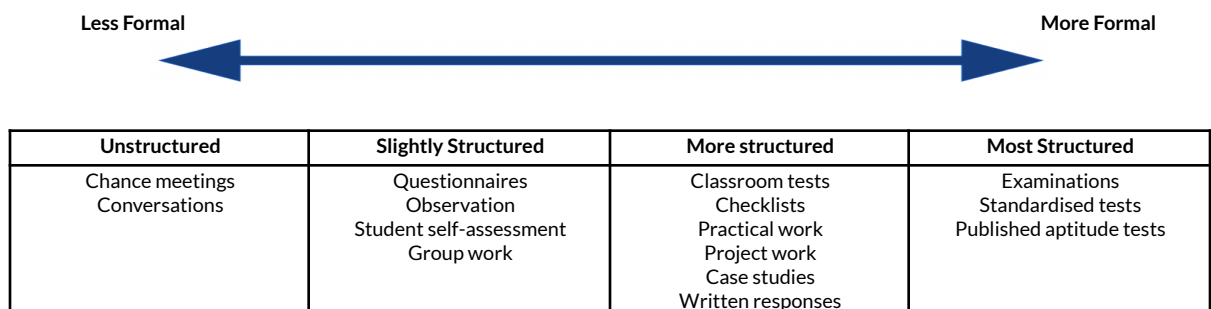 Less Formal More Formal
Unstructured Slightly Structured More structured Most Structured
Chance meetings Questionnaires Classroom tests Examinations
Conversations Observation Checklists Standardised tests
Student self-assessment Practical work Published aptitude tests
Group work Project work
Case studies
Written responses